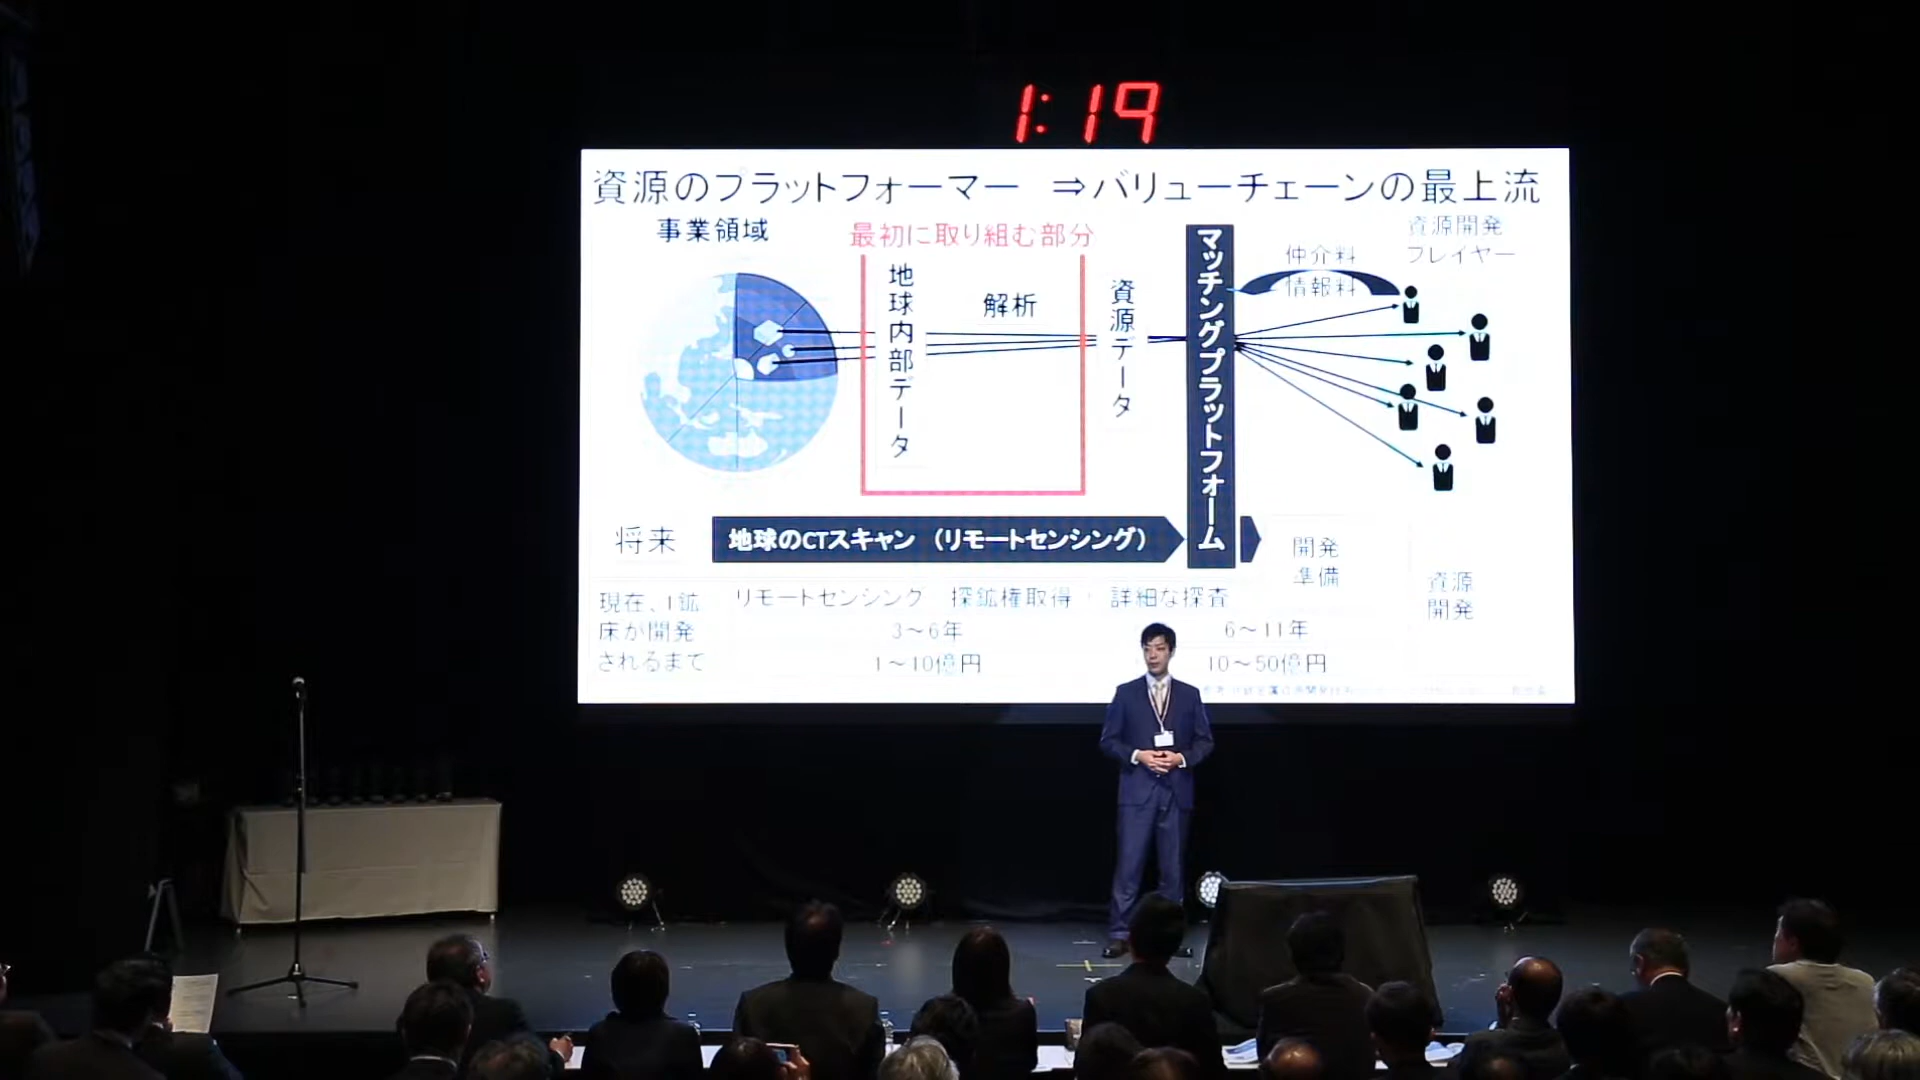 1:19
資源のプラットフォーマー ⇒バリューチェーンの最上流
事業領域
最初に取り組む部分
地球内部データ
解析
資源データ
マッチングプラットフォーム
仲介料
情報料
資源開発
プレイヤー
将来
地球のCTスキャン（リモートセンシング）
開発
準備
資源
開発
現在、1鉱
床が開発
されるまで
リモートセンシング 探鉱権取得 詳細な探査
3～6年 6～11年
1～10億円 10～50億円